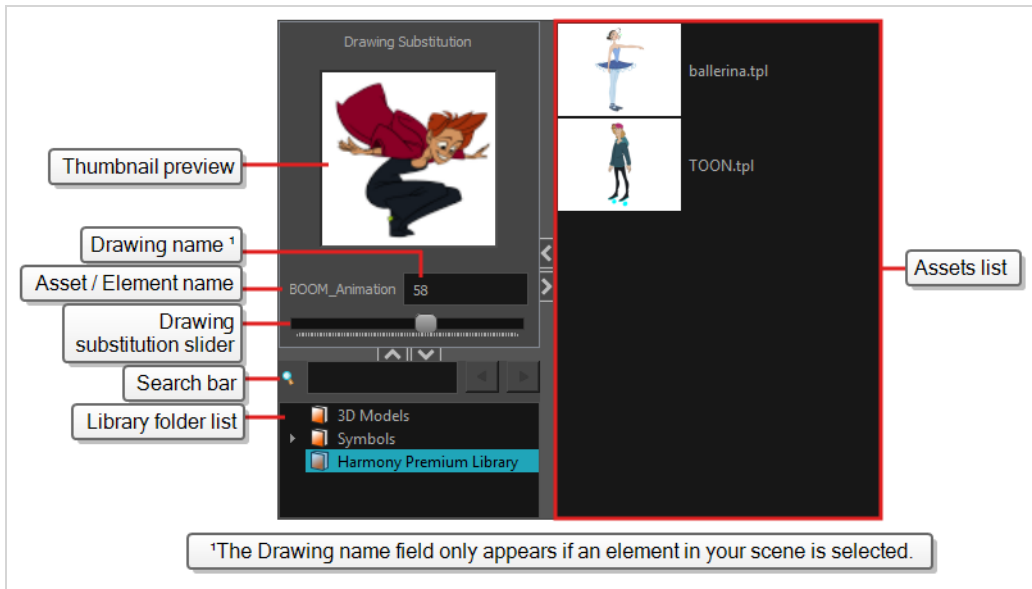 Drawing Substitution
ballerina.tpl
Thumbnail preview
TOON.tpl
Drawing name ¹
Assets list
Asset / Element name
BOOM_Animation 58
Drawing
substitution slider
Search bar
Library folder list
3D Models
Symbols
Harmony Premium Library
¹The Drawing name field only appears if an element in your scene is selected.